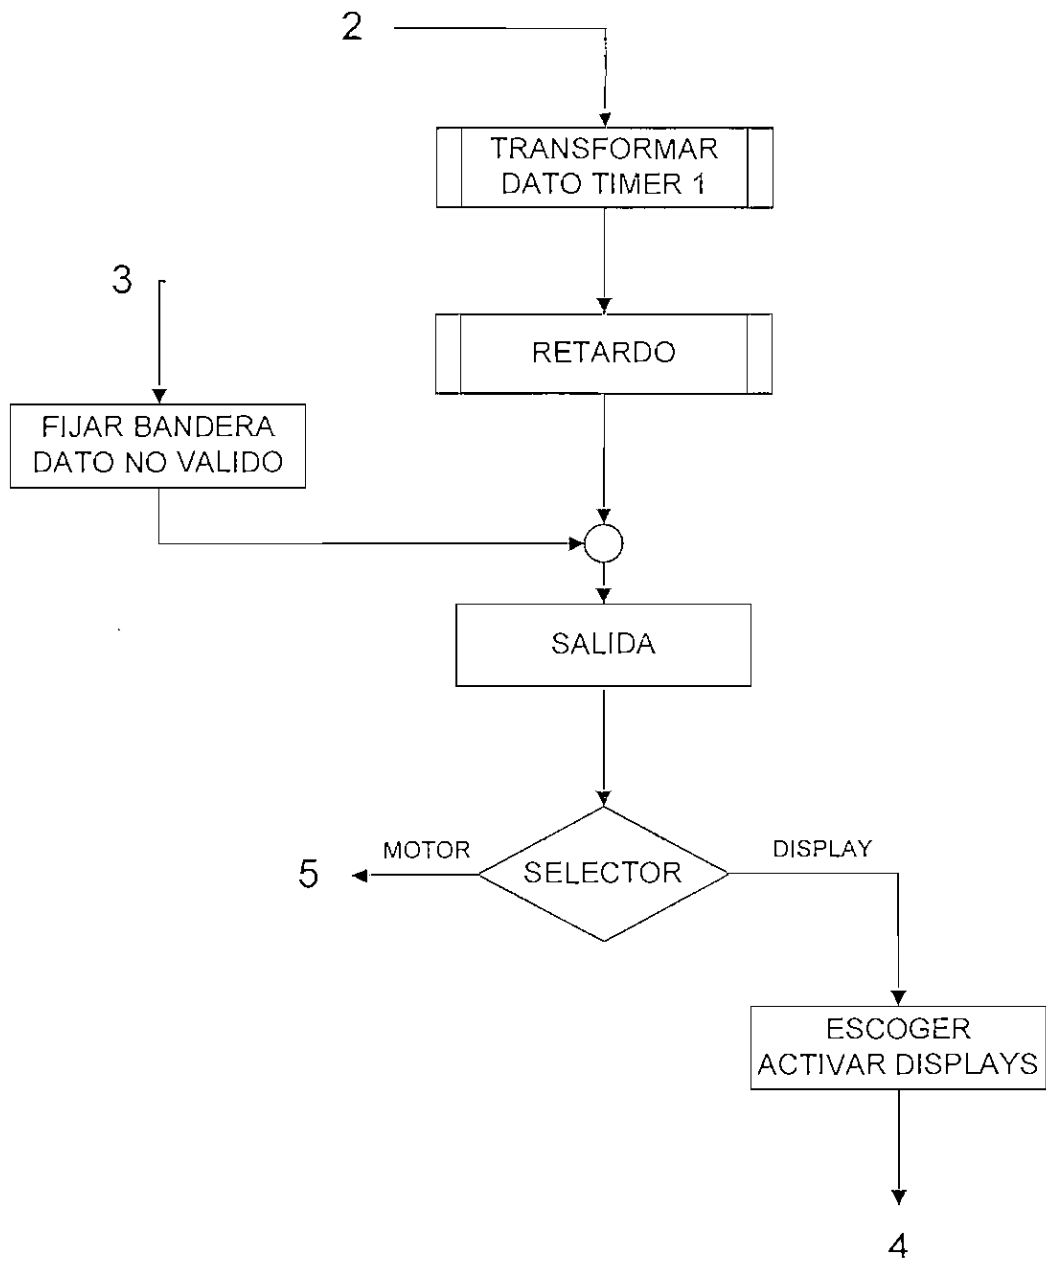 2
TRANSFORMAR
DATO TIMER 1
3
RETARDO
FIJAR BANDERA
DATO NO VALIDO
SALIDA
MOTOR
DISPLAY
5
SELECTOR
ESCOGER
ACTIVAR DISPLAYS
4